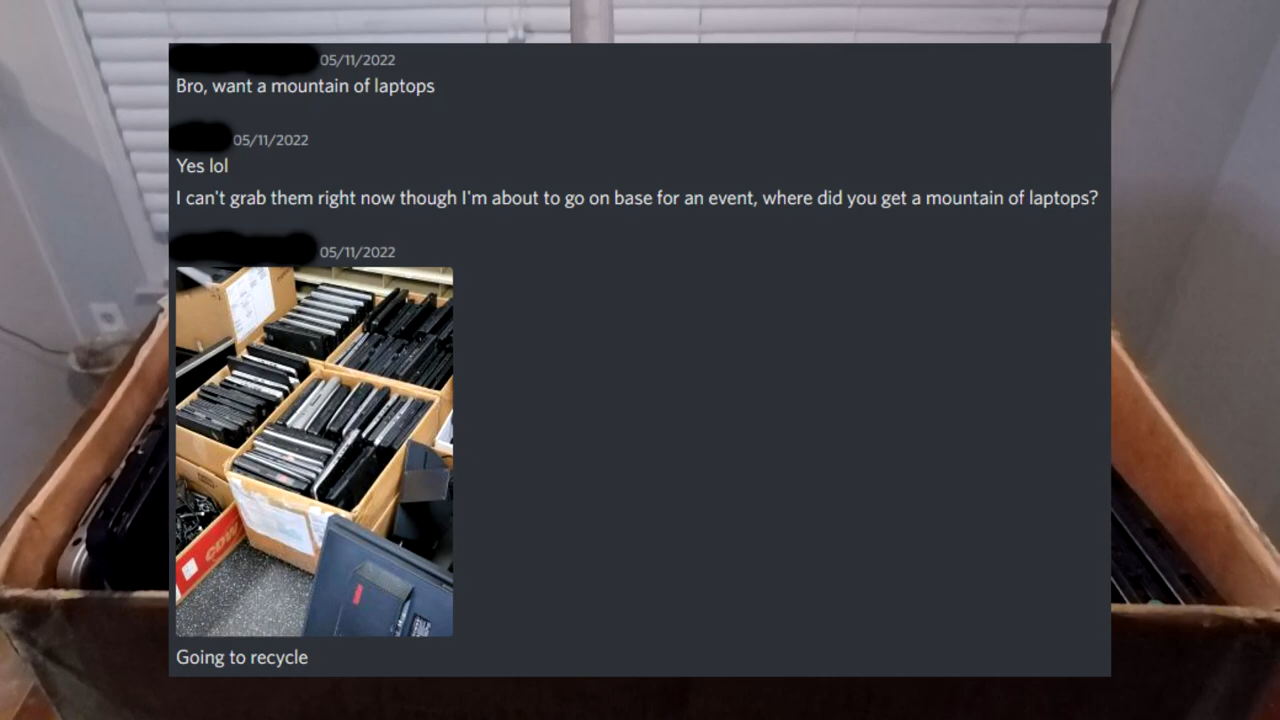 05/11/2022
Bro, want a mountain of laptops
05/11/2022
Yes lol
I can't grab them right now though I'm about to go on base for an event, where did you get a mountain of laptops?
05/11/2022
CDW
Going to recycle